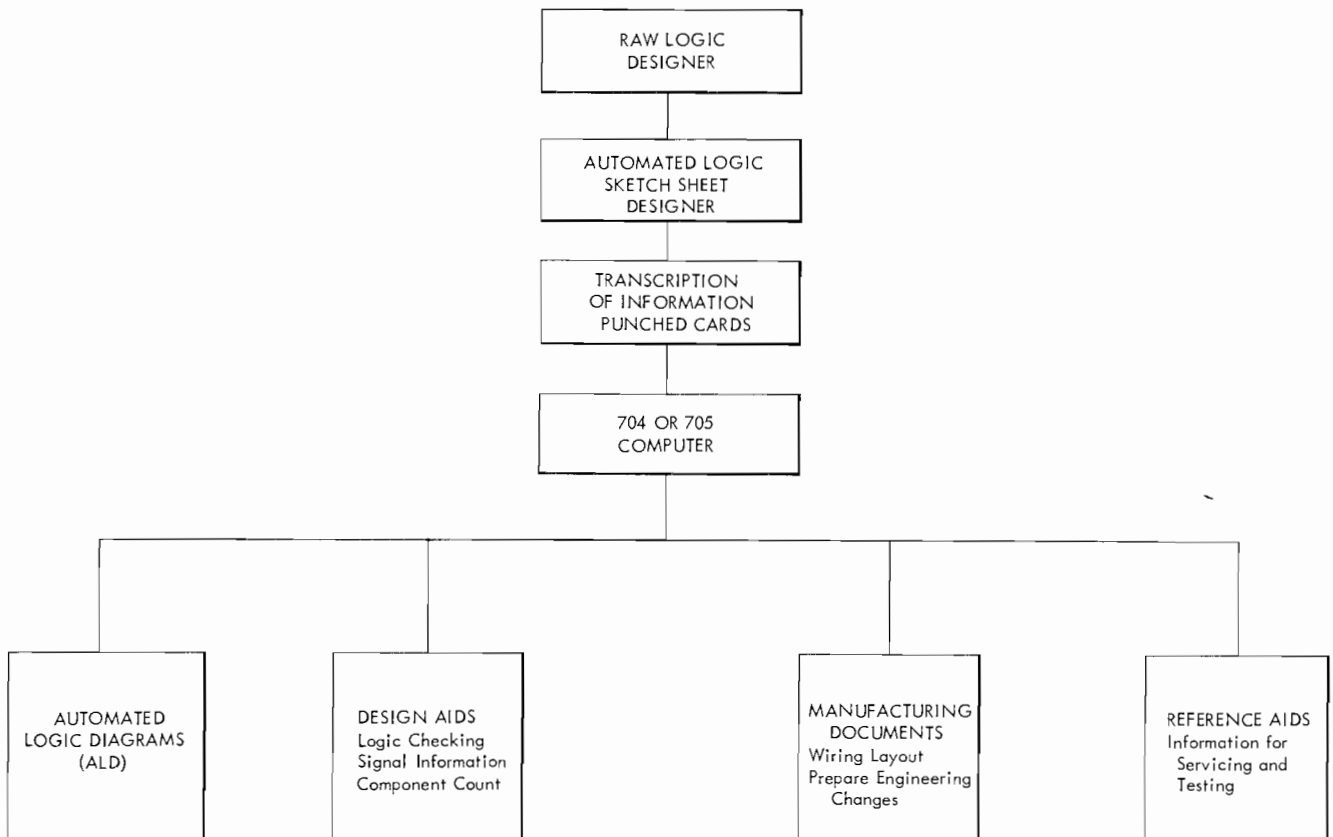 RAW LOGIC
DESIGNER
AUTOMATED LOGIC
SKETCH SHEET
DESIGNER
TRANSCRIPTION
OF INFORMATION
PUNCHED CARDS
704 OR 705
COMPUTER
AUTOMATED
LOGIC DIAGRAMS
(ALD)
DESIGN AIDS
Logic Checking
Signal Information
Component Count
MANUFACTURING
DOCUMENTS
Wiring Layout
Prepare Engineering
Changes
REFERENCE AIDS
Information for
Servicing and
Testing